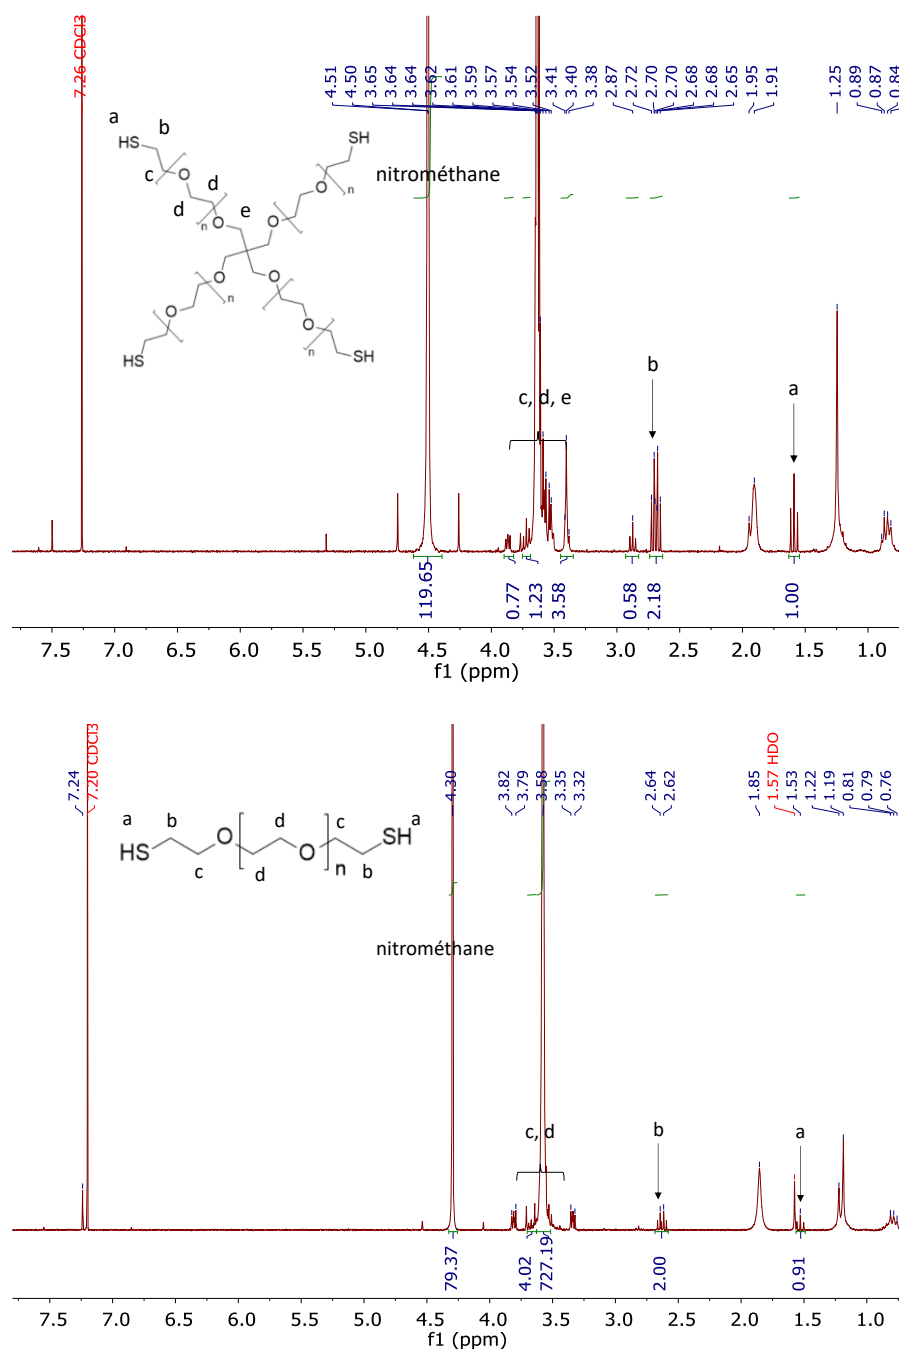 7.26 CDCl3
4.51
4.50
3.65
3.64
3.64
3.62
3.61
3.59
3.57
3.54
3.52
3.41
3.40
3.38
2.87
2.72
2.70
2.70
2.68
2.68
2.65
1.95
1.91
1.25
0.89
0.87
0.84
a
HS
b
SH
c
O
d
d
n
O
e
nitrométhane
O
O
n
O
O
n
O
O
n
HS
SH
c, d, e
b
a
119.65
0.77
1.23
3.58
0.58
2.18
1.00
7.5 6.5 5.5 5.0 4.5 4.0 3.5 3.0 2.5 2.0 1.5 1.0
f1 (ppm)
7.24
7.20 CDCl3
4.30
3.82
3.79
3.58
3.35
3.32
2.64
2.62
1.85
1.57 HDO
1.53
1.22
1.19
0.81
0.79
0.76
a b d c SH a
HS O O
c d n b
nitrométhane
c, d
b
a
79.37
4.02
727.19
2.00
0.91
7.5 6.5 5.5 5.0 4.5 4.0 3.5 3.0 2.5 2.0 1.5 1.0
f1 (ppm)